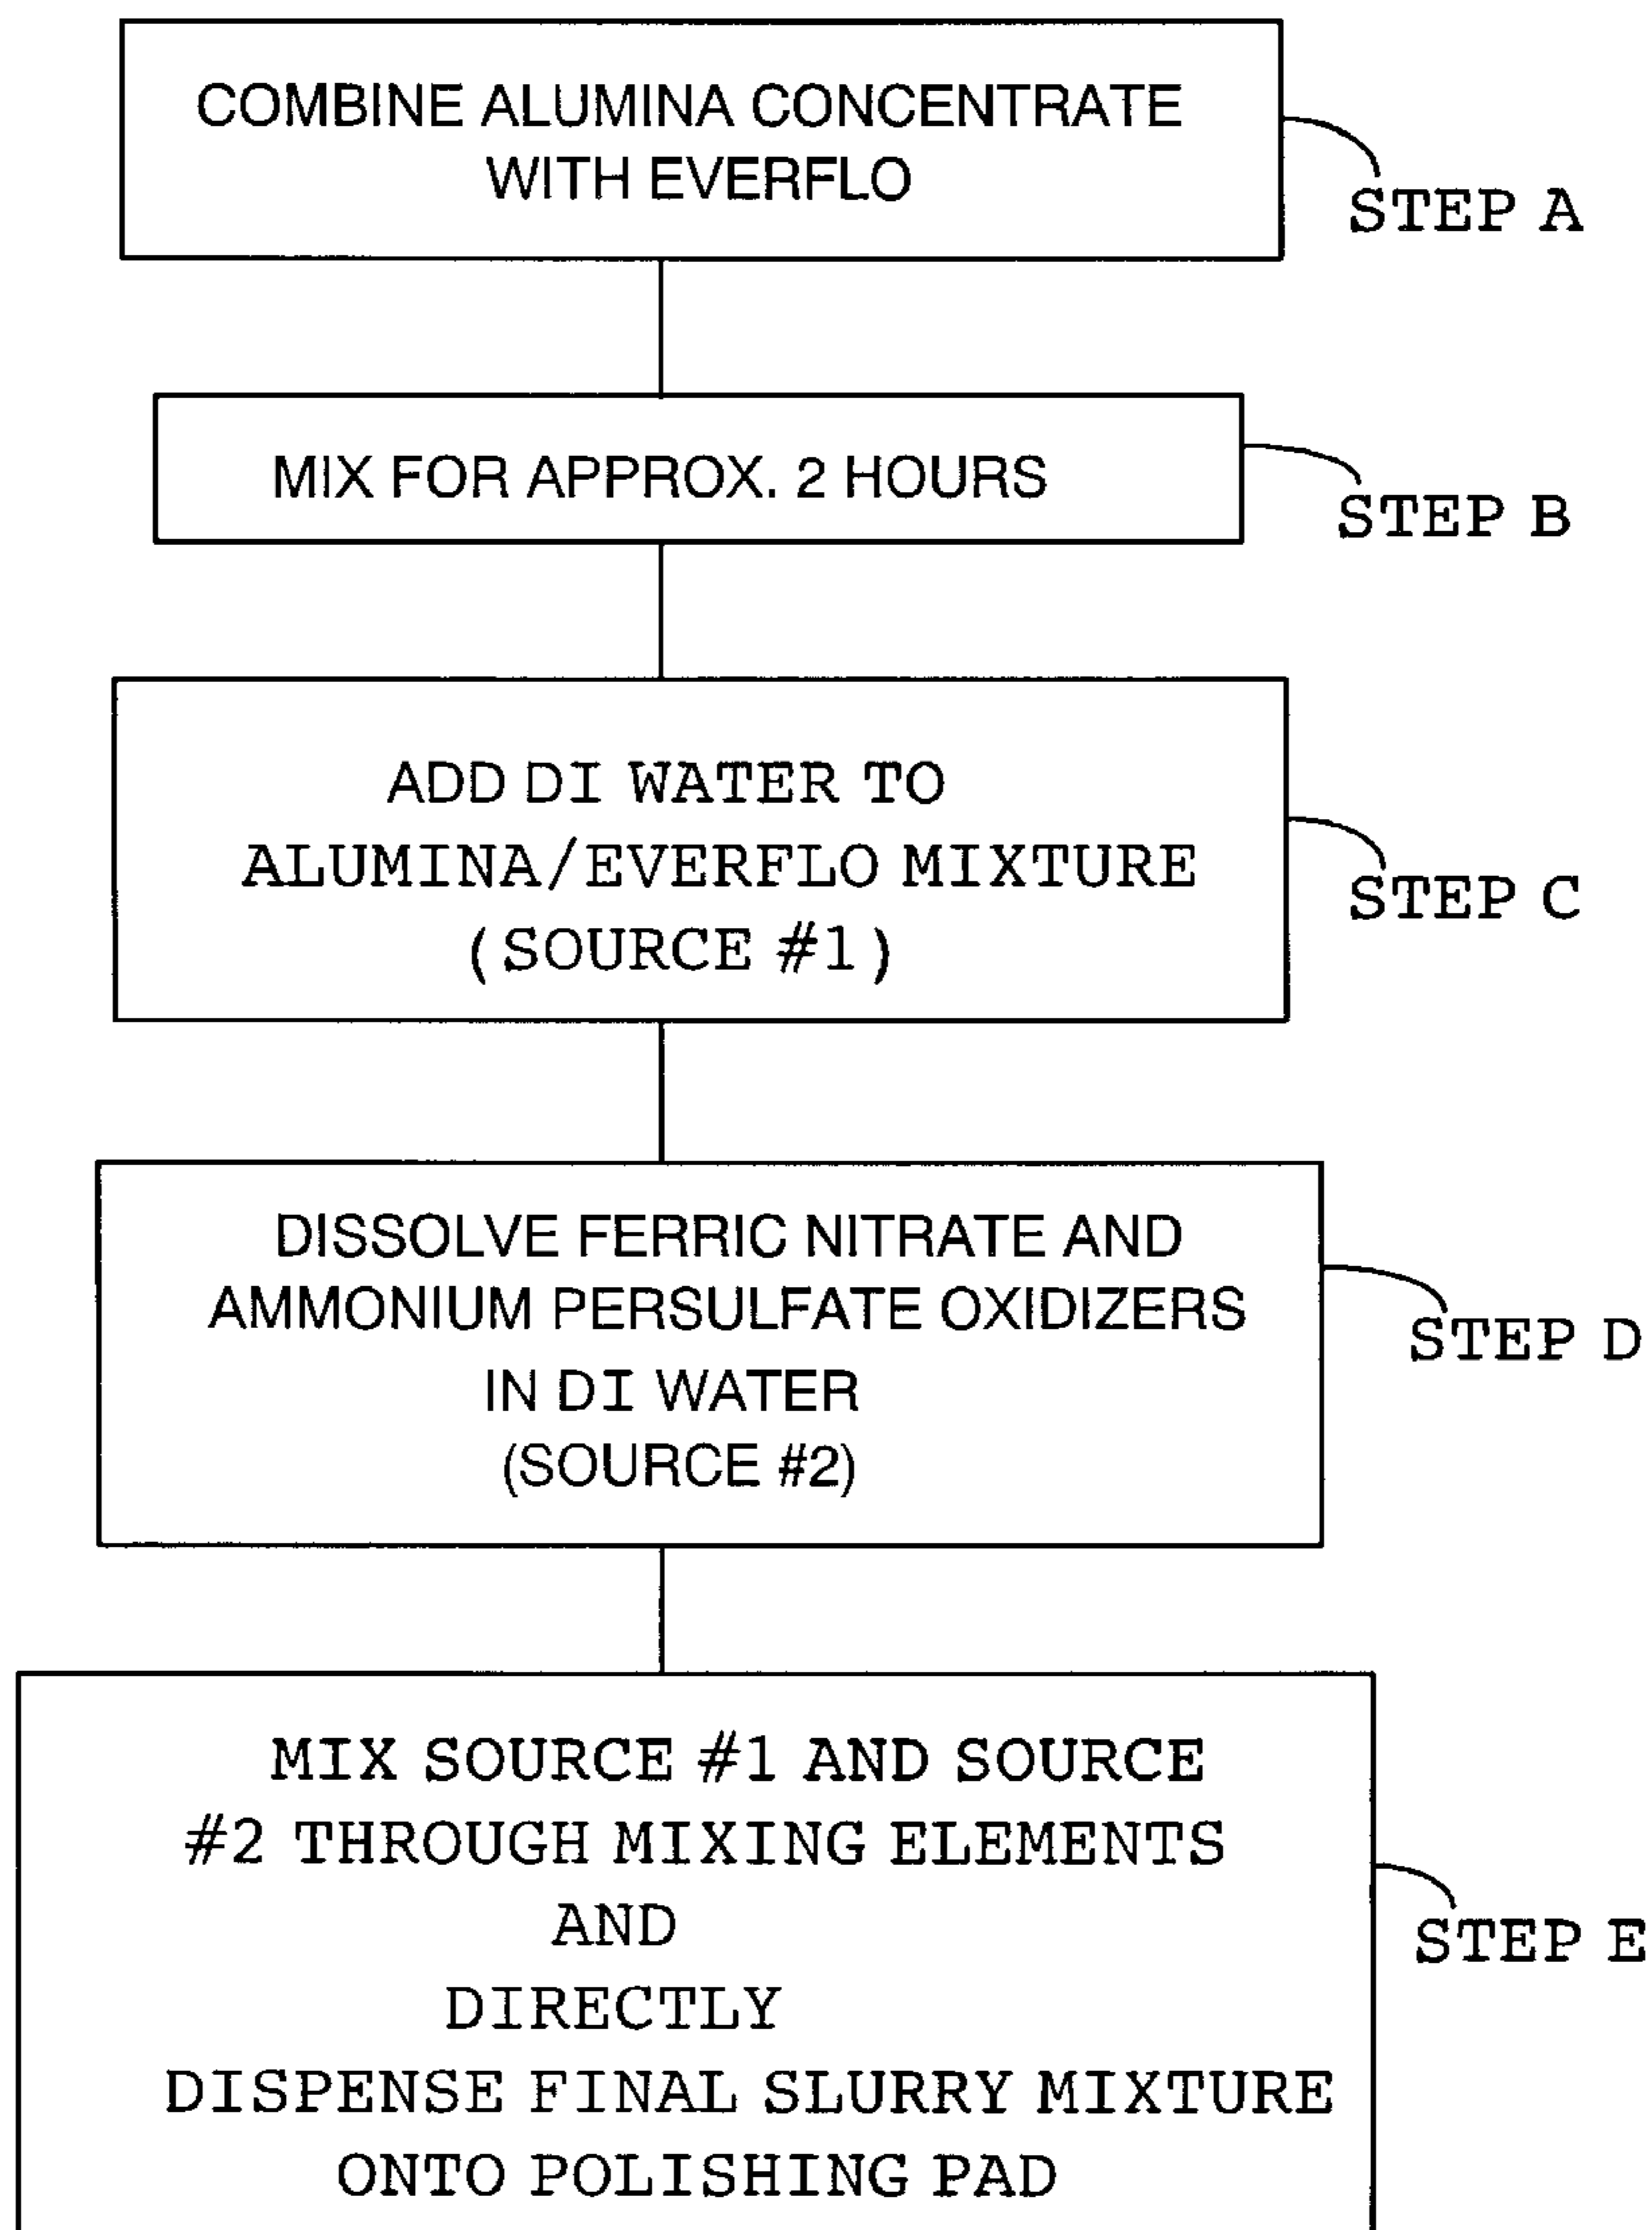 COMBINE ALUMINA CONCENTRATE
WITH EVERFLO
STEP A
MIX FOR APPROX. 2 HOURS
STEP B
ADD DI WATER TO
ALUMINA/EVERFLO MIXTURE
(SOURCE #1)
STEP C
DISSOLVE FERRIC NITRATE AND
AMMONIUM PERSULFATE OXIDIZERS
IN DI WATER
(SOURCE #2)
STEP D
MIX SOURCE #1 AND SOURCE
#2 THROUGH MIXING ELEMENTS
AND
DIRECTLY
DISPENSE FINAL SLURRY MIXTURE
ONTO POLISHING PAD
STEP E